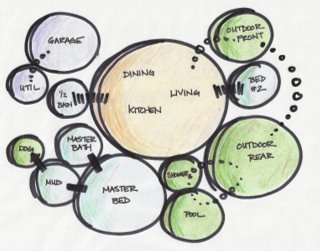 GARAGE
OUTDOOR
FRONT
DINING
LIVING
KITCHEN
UTIL
1/2
BATH
BED
#2
MASTER
BATH
DOG
MUD
MASTER
BED
OUTDOOR
REAR
SHOWER
POOL